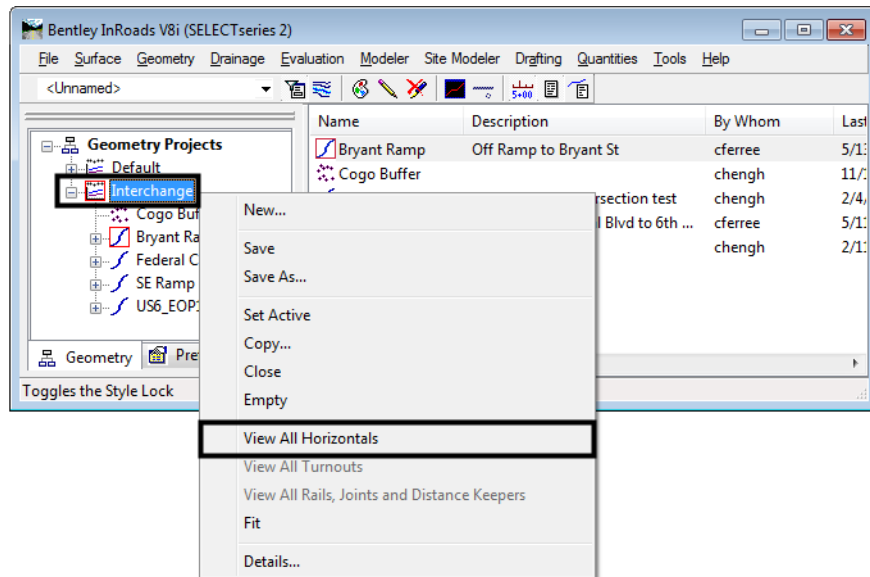 Bentley InRoads V8i (SELECTseries 2)
File Surface Geometry Drainage Evaluation Modeler Site Modeler Drafting Quantities Tools Help
<Unnamed>
5+00
Name Description By Whom Last
Geometry Projects
Default
Interchange
Cogo Buf
Bryant Ra
Federal C
SE Ramp
US6_EOP1
Bryant Ramp Off Ramp to Bryant St cferree
Cogo Buffer chengh
rsection test chengh 2/4,
l Blvd to 6th ... cferree
chengh
Geometry
Toggles the Style Lock
New...
Save
Save As...
Set Active
Copy...
Close
Empty
View All Horizontals
View All Turnouts
View All Rails, Joints and Distance Keepers
Fit
Details...